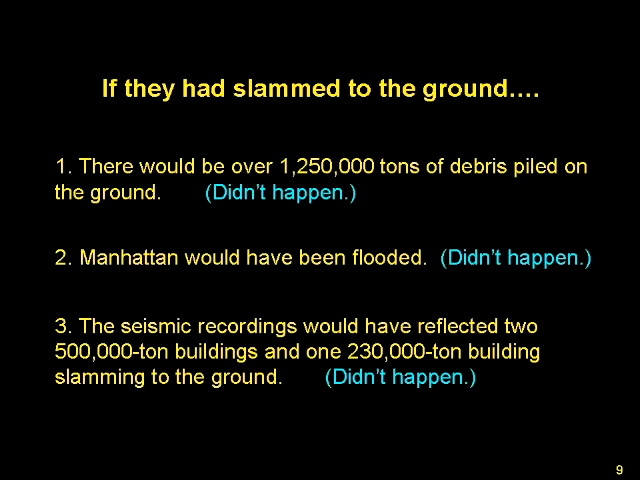 If they had slammed to the ground….
1. There would be over 1,250,000 tons of debris piled on
the ground. (Didn't happen.)
2. Manhattan would have been flooded. (Didn't happen.)
3. The seismic recordings would have reflected two
500,000-ton buildings and one 230,000-ton building
slamming to the ground. (Didn't happen.)
9